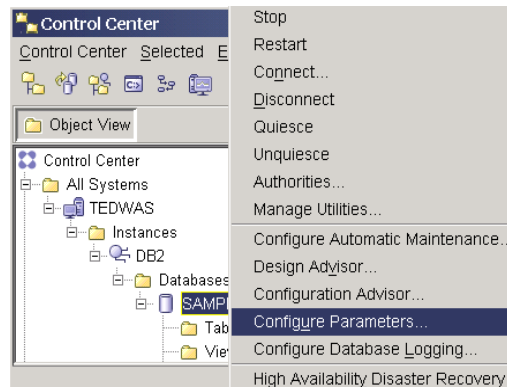 Control Center
Control Center Selected E
Object View
Control Center
All Systems
TEDWAS
Instances
DB2
Databases
SAMPL
Tab
Vie
Stop
Restart
Connect...
Disconnect
Quiesce
Unquiesce
Authorities...
Manage Utilities...
Configure Automatic Maintenance..
Design Advisor...
Configuration Advisor...
Configure Parameters...
Configure Database Logging...
High Availability Disaster Recovery